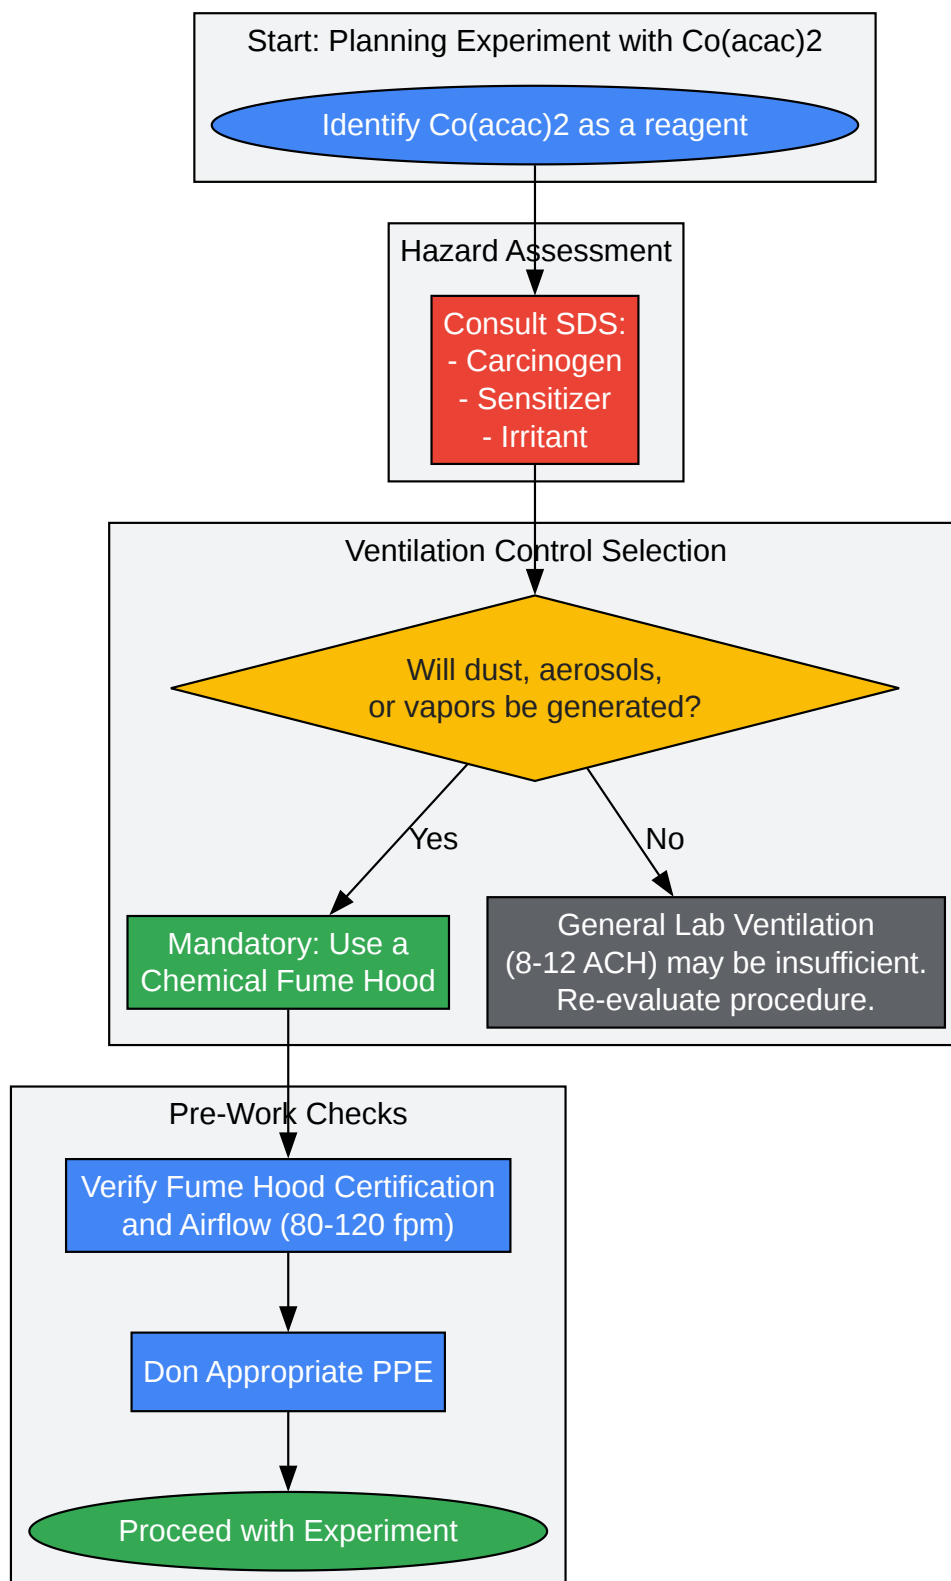 Start: Planning Experiment with Co(acac)2
Identify Co(acac)2 as a reagent
Hazard Assessment
Consult SDS:
- Carcinogen
- Sensitizer
- Irritant
Ventilation Control Selection
Will dust, aerosols,
or vapors be generated?
Yes
No
Mandatory: Use a
Chemical Fume Hood
General Lab Ventilation
(8-12 ACH) may be insufficient.
Re-evaluate procedure.
Pre-Work Checks
Verify Fume Hood Certification
and Airflow (80-120 fpm)
Don Appropriate PPE
Proceed with Experiment